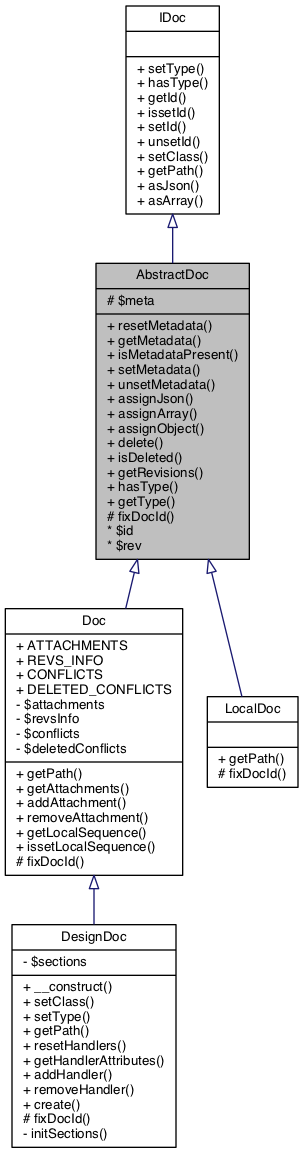 IDoc
+ setType()
+ hasType()
+ getId()
+ issetId()
+ setId()
+ unsetId()
+ setClass()
+ getPath()
+ asJson()
+ asArray()
AbstractDoc
# $meta
+ resetMetadata()
+ getMetadata()
+ isMetadataPresent()
+ setMetadata()
+ unsetMetadata()
+ assignJson()
+ assignArray()
+ assignObject()
+ delete()
+ isDeleted()
+ getRevisions()
+ hasType()
+ getType()
# fixDocId()
* $id
* $rev
Doc
+ ATTACHMENTS
+ REVS_INFO
+ CONFLICTS
+ DELETED_CONFLICTS
- $attachments
- $revsInfo
- $conflicts
- $deletedConflicts
+ getPath()
+ getAttachments()
+ addAttachment()
+ removeAttachment()
+ getLocalSequence()
+ issetLocalSequence()
# fixDocId()
LocalDoc
+ getPath()
# fixDocId()
DesignDoc
- $sections
+ __construct()
+ setClass()
+ setType()
+ getPath()
+ resetHandlers()
+ getHandlerAttributes()
+ addHandler()
+ removeHandler()
+ create()
# fixDocId()
- initSections()